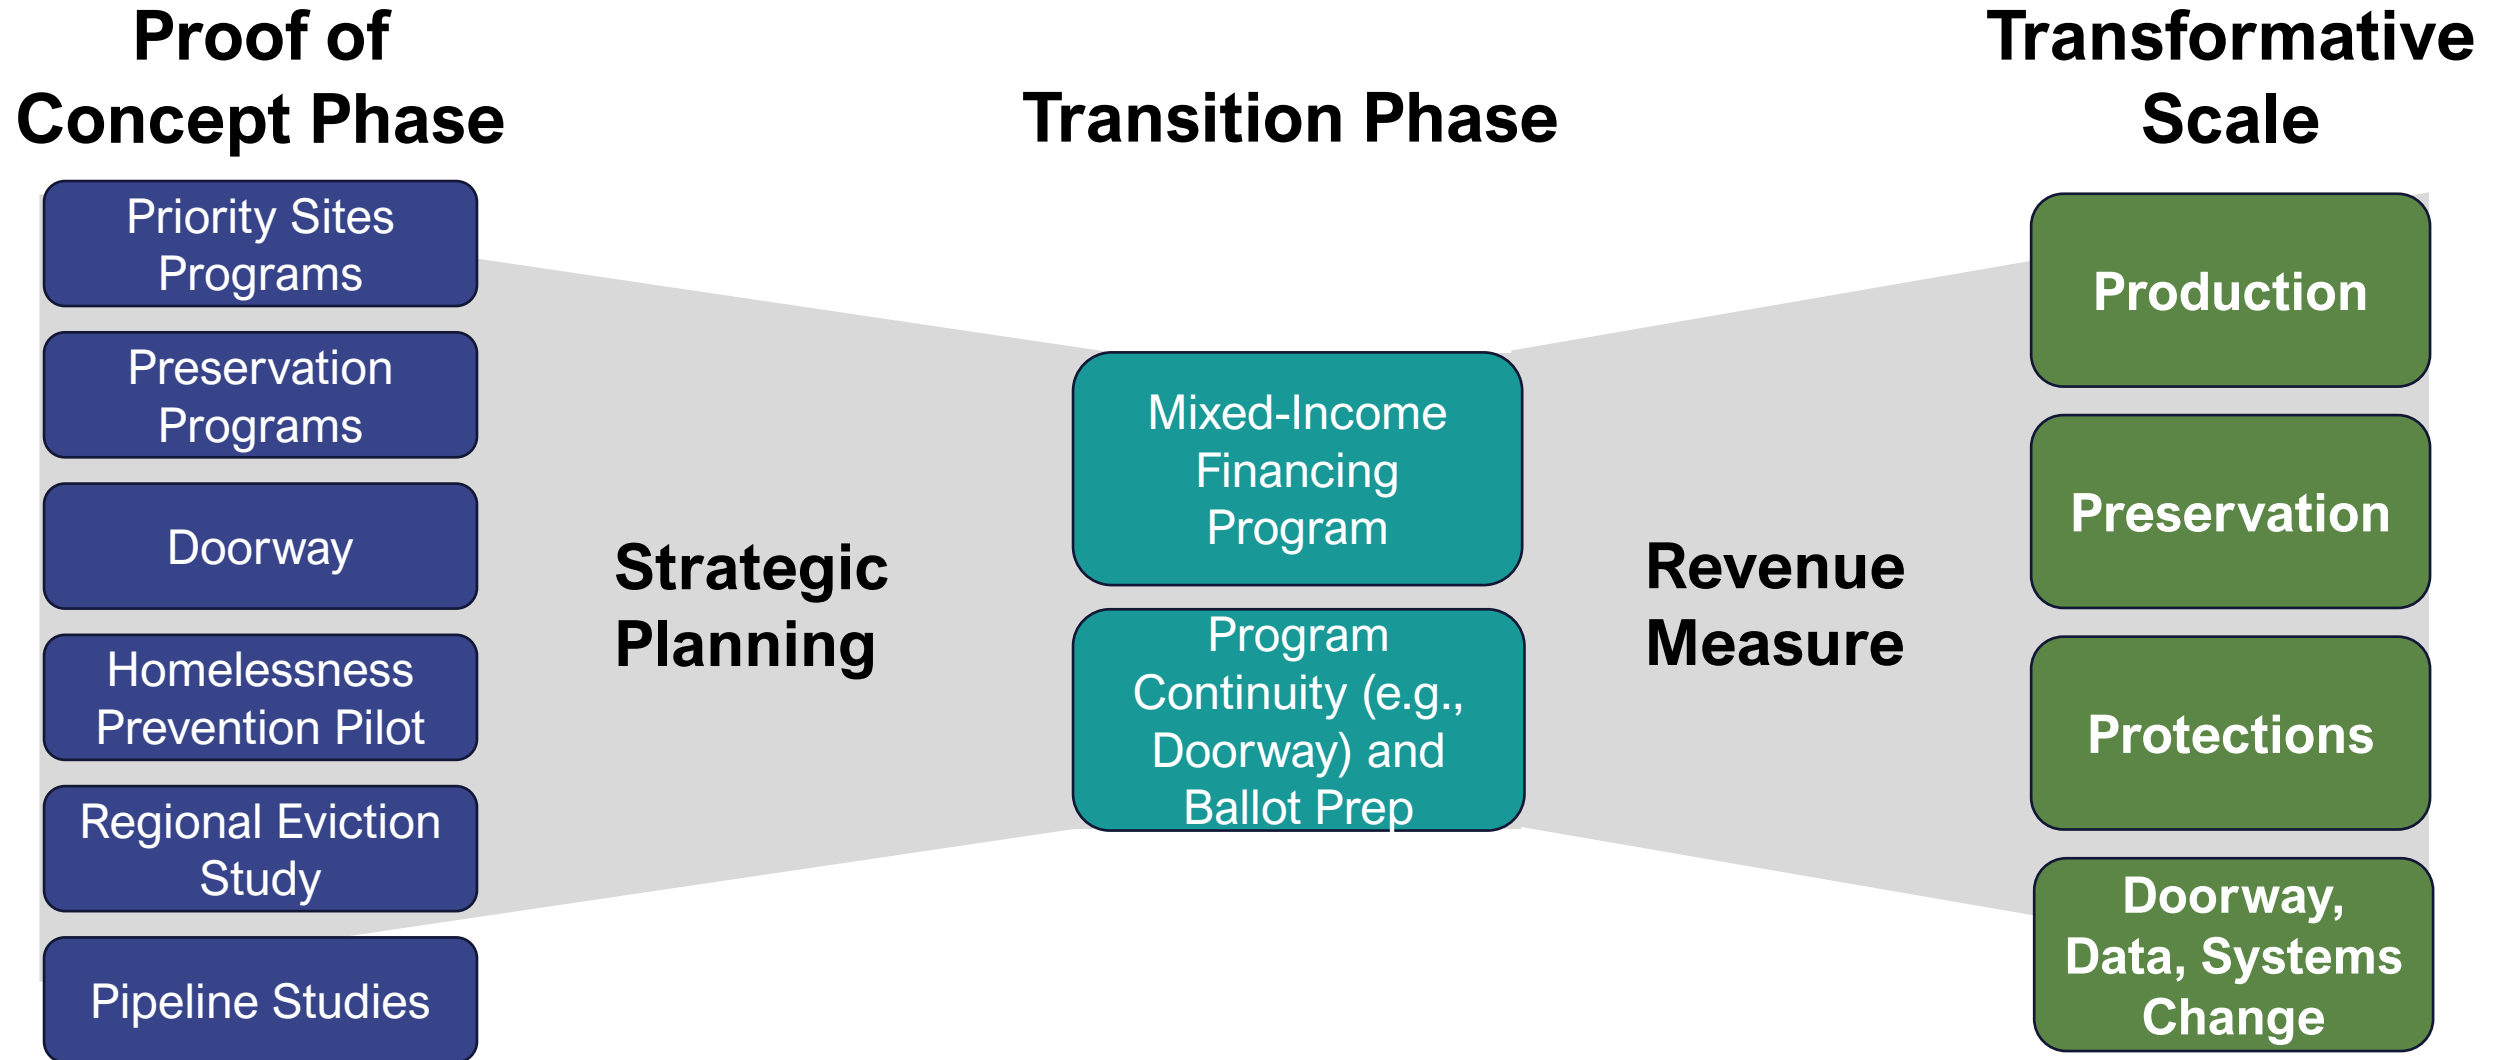 Proof of
Concept Phase
Priority Sites
Programs
Preservation
Programs
Doorway
Homelessness
Prevention Pilot
Regional Eviction
Study
Pipeline Studies
Strategic
Planning
Transition Phase
Mixed-Income
Financing
Program
Program
Continuity (e.g.,
Doorway) and
Ballot Prep
Revenue
Measure
Transformative
Scale
Production
Preservation
Protections
Doorway,
Data, Systems
Change